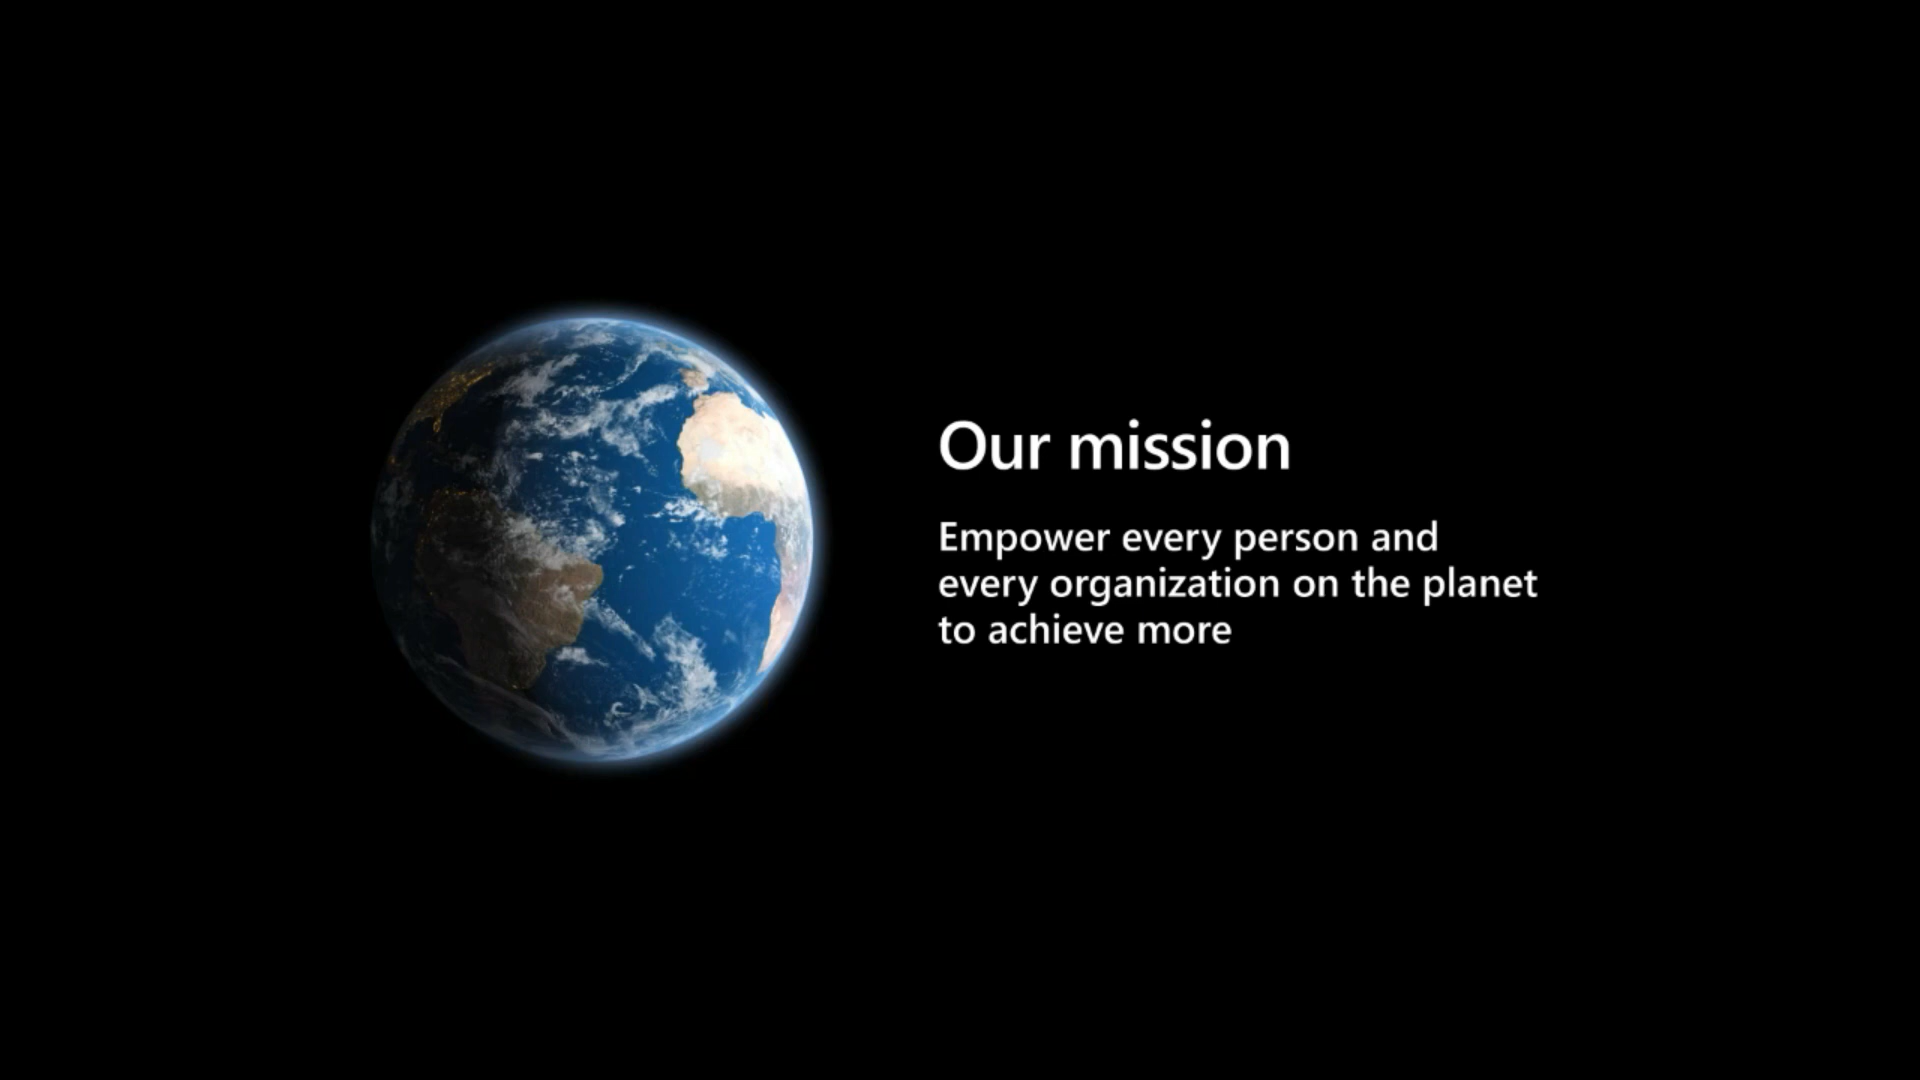 Our mission
Empower every person and
every organization on the planet
to achieve more